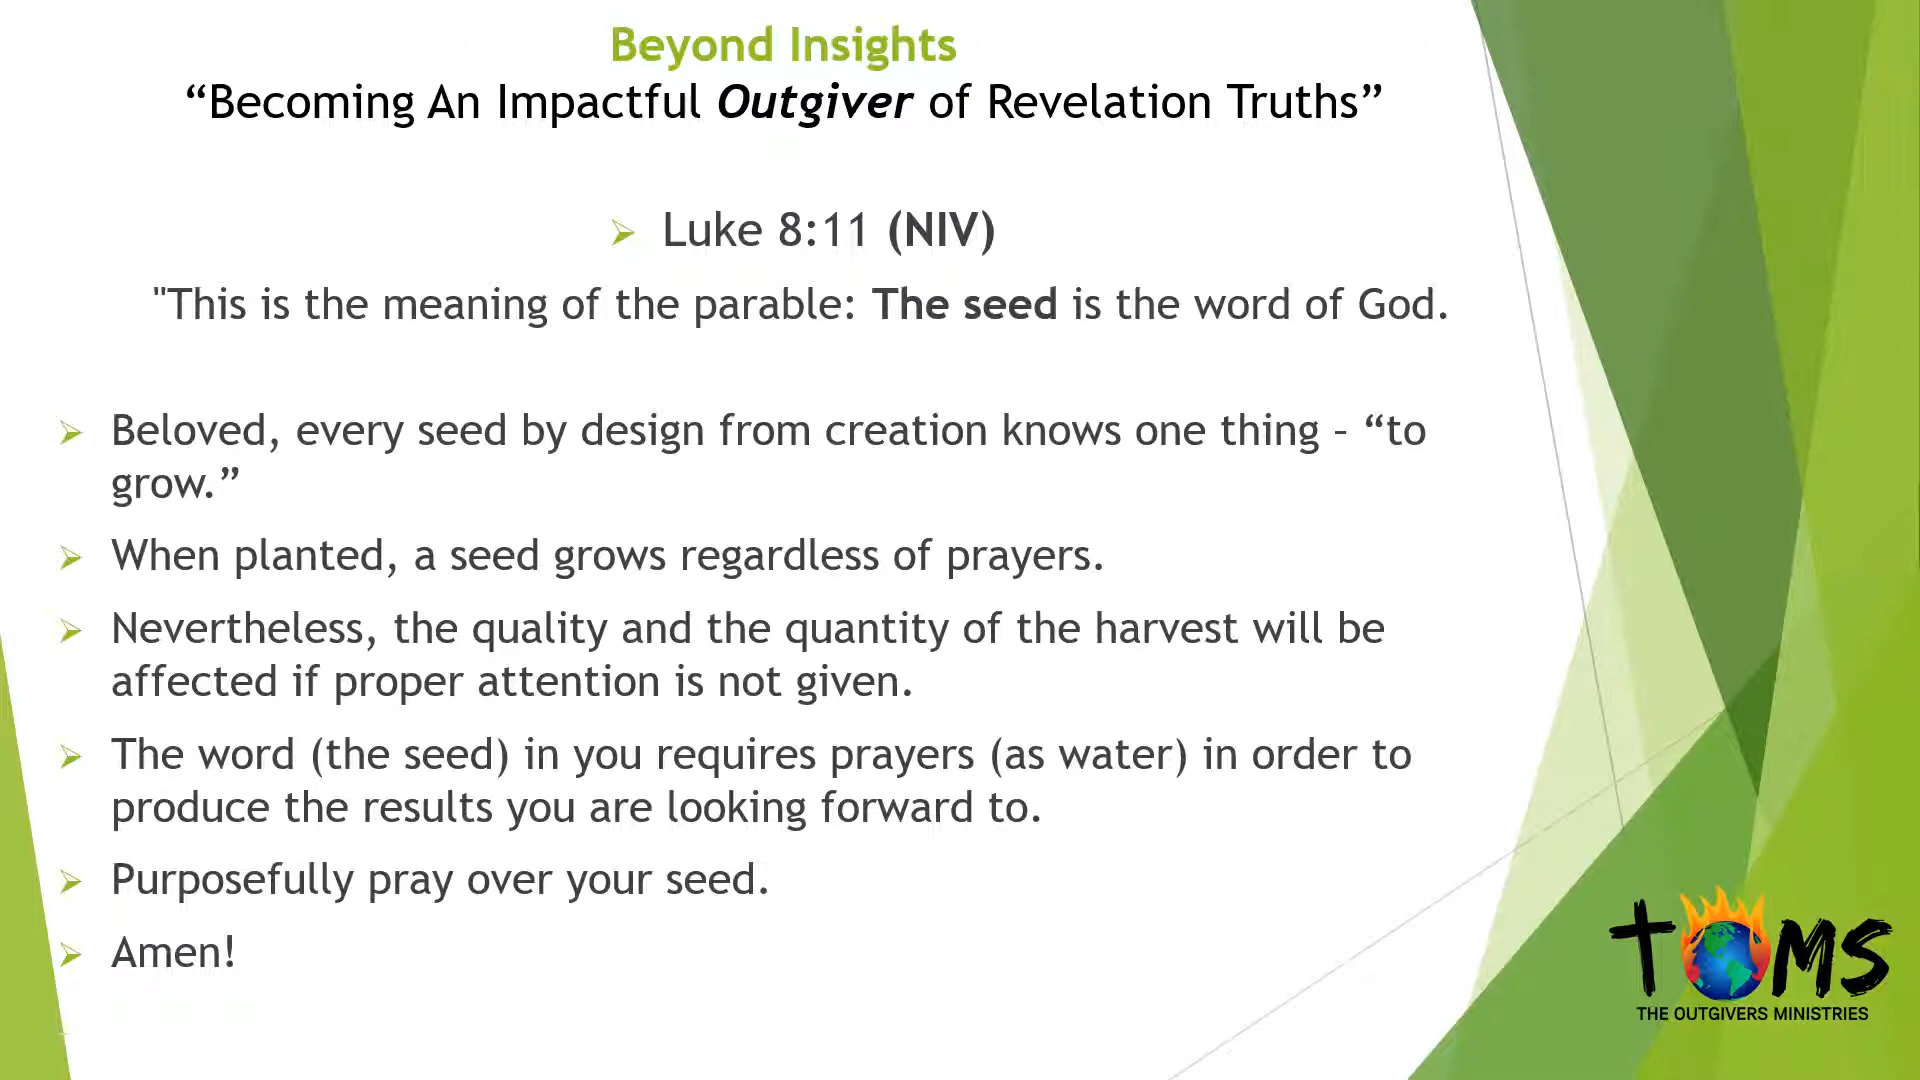 Beyond Insights
“Becoming An Impactful Outgiver of Revelation Truths”
Luke 8:11 (NIV)
"This is the meaning of the parable: The seed is the word of God.
Beloved, every seed by design from creation knows one thing – “to
grow.”
When planted, a seed grows regardless of prayers.
Nevertheless, the quality and the quantity of the harvest will be
affected if proper attention is not given.
The word (the seed) in you requires prayers (as water) in order to
produce the results you are looking forward to.
Purposefully pray over your seed.
Amen!
TOMS
THE OUTGIVERS MINISTRIES